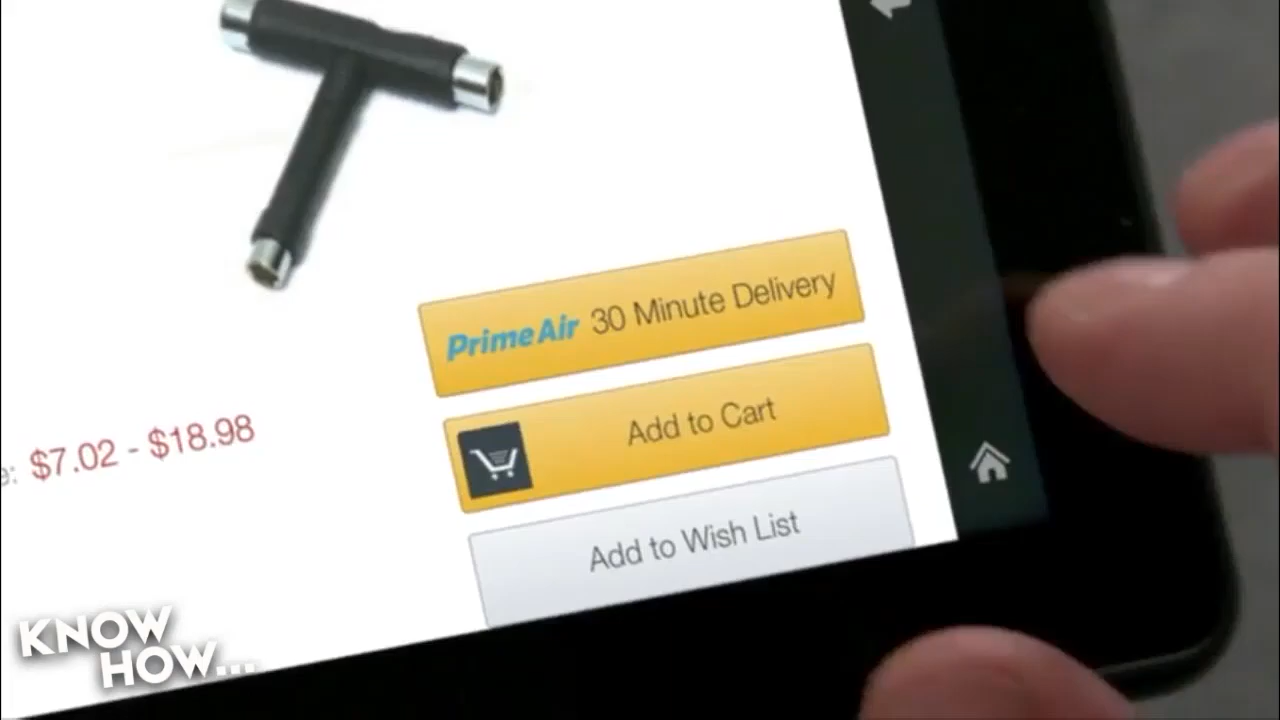 Prime Air 30 Minute Delivery
Add to Cart
e: $7.02 - $18.98
Add to Wish List
KNOW
HOW...